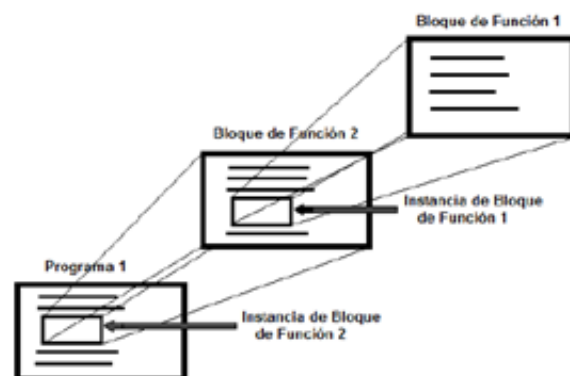 Bloque de Función 1
Bloque de Función 2
Instancia de Bloque
de Función 1
Programa 1
Instancia de Bloque
de Función 2